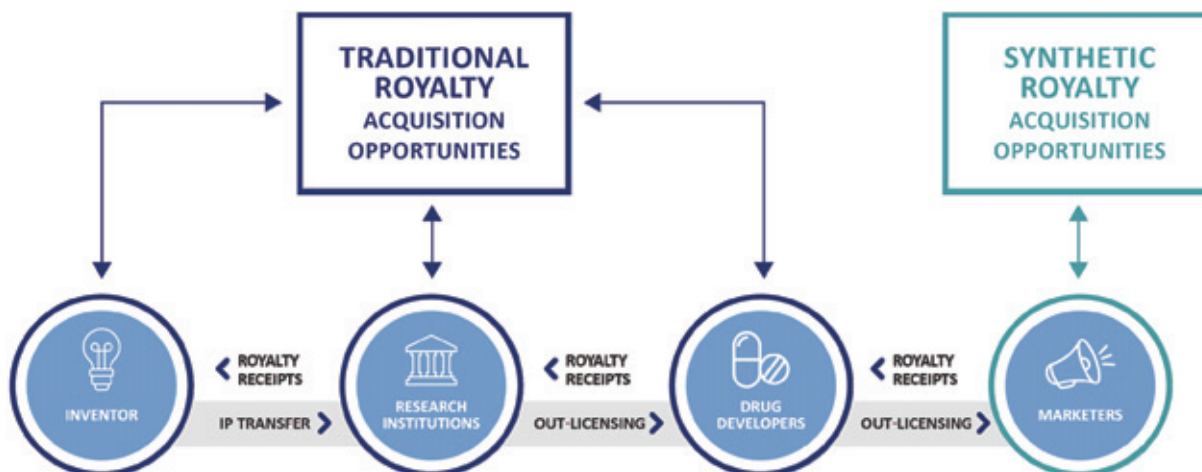 TRADITIONAL
ROYALTY
ACQUISITION
OPPORTUNITIES
SYNTHETIC
ROYALTY
ACQUISITION
OPPORTUNITIES
INVENTOR
ROYALTY
RECEIPTS
IP TRANSFER
RESEARCH
INSTITUTIONS
ROYALTY
RECEIPTS
OUT-LICENSING
DRUG
DEVELOPERS
ROYALTY
RECEIPTS
OUT-LICENSING
MARKETERS